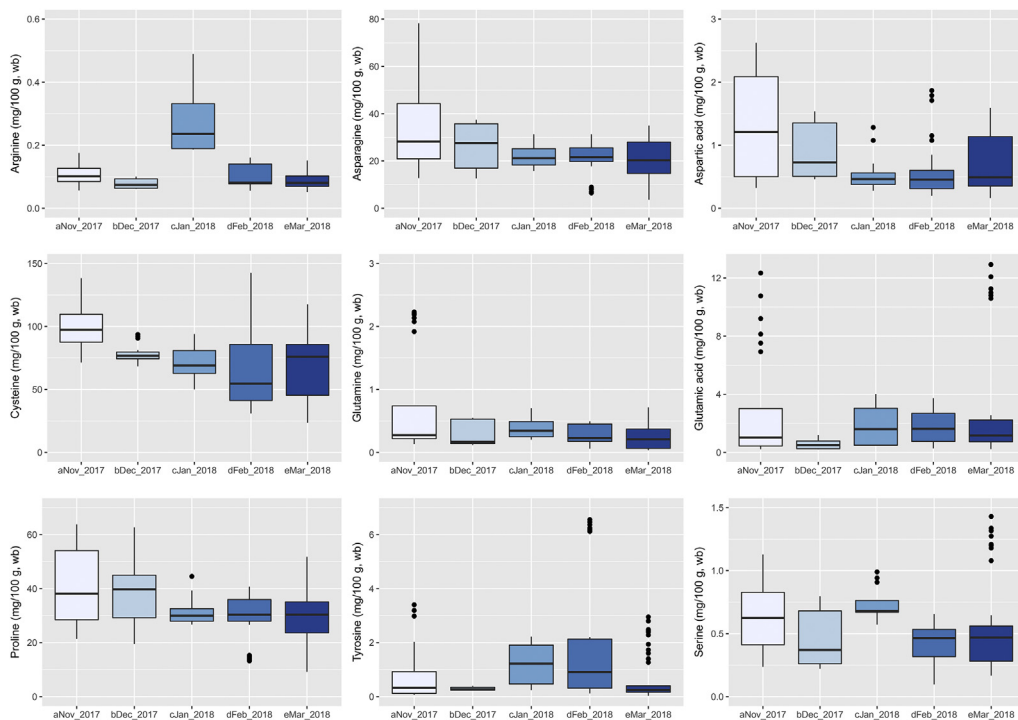 Arginine (mg/100 g, wb)
0.6
0.4
0.2
0.0
aNov_2017 bDec_2017 cJan_2018 dFeb_2018 eMar_2018
Asparagine (mg/100 g, wb)
80
60
40
20
0
aNov_2017 bDec_2017 cJan_2018 dFeb_2018 eMar_2018
Aspartic acid (mg/100 g, wb)
3
2
1
0
aNov_2017 bDec_2017 cJan_2018 dFeb_2018 eMar_2018
Cysteine (mg/100 g, wb)
150
100
50
0
aNov_2017 bDec_2017 cJan_2018 dFeb_2018 eMar_2018
Glutamine (mg/100 g, wb)
3
2
1
0
aNov_2017 bDec_2017 cJan_2018 dFeb_2018 eMar_2018
Glutamic acid (mg/100 g, wb)
12
8
4
0
aNov_2017 bDec_2017 cJan_2018 dFeb_2018 eMar_2018
Proline (mg/100 g, wb)
60
40
20
0
aNov_2017 bDec_2017 cJan_2018 dFeb_2018 eMar_2018
Tyrosine (mg/100 g, wb)
6
4
2
0
aNov_2017 bDec_2017 cJan_2018 dFeb_2018 eMar_2018
Serine (mg/100 g, wb)
1.5
1.0
0.5
0.0
aNov_2017 bDec_2017 cJan_2018 dFeb_2018 eMar_2018